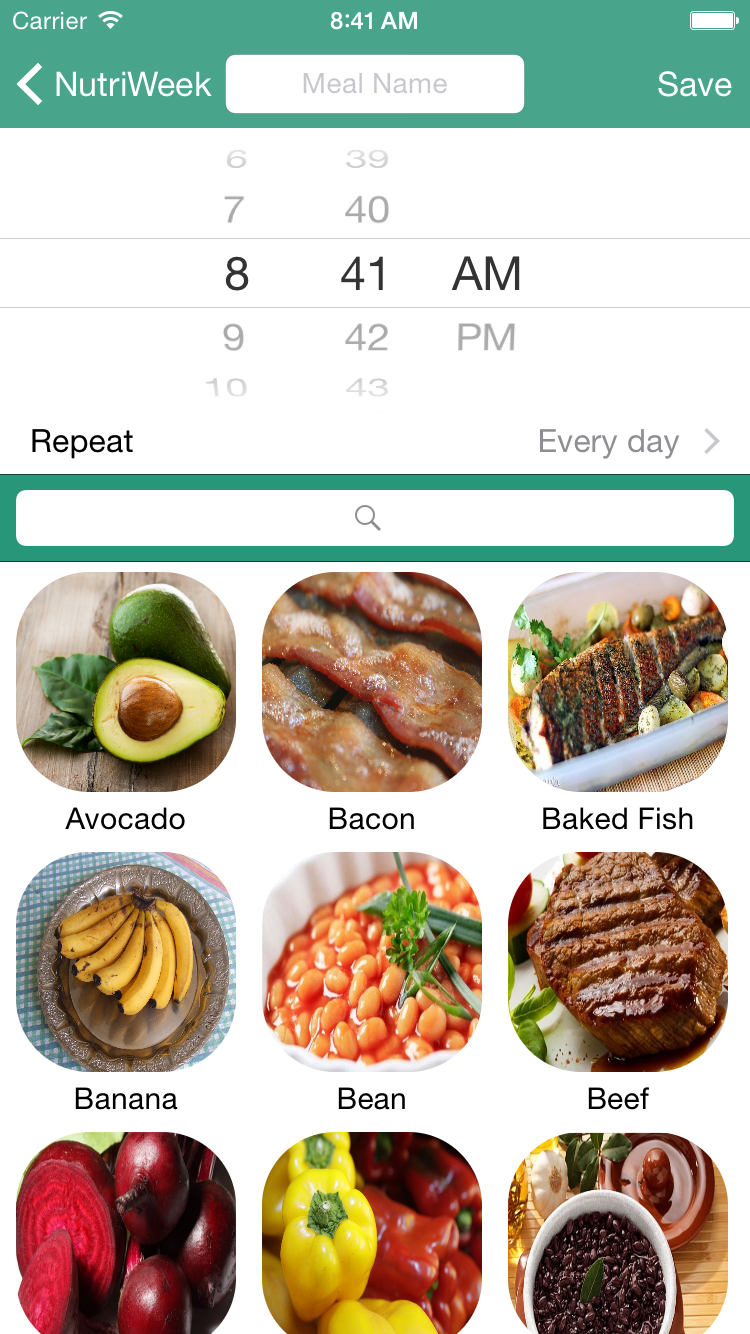 Carrier 8:41 AM
NutriWeek Meal Name Save
6 39
7 40
8 41 AM
9 42 PM
10 43
Repeat Every day
Avocado Bacon Baked Fish
Banana Bean Beef